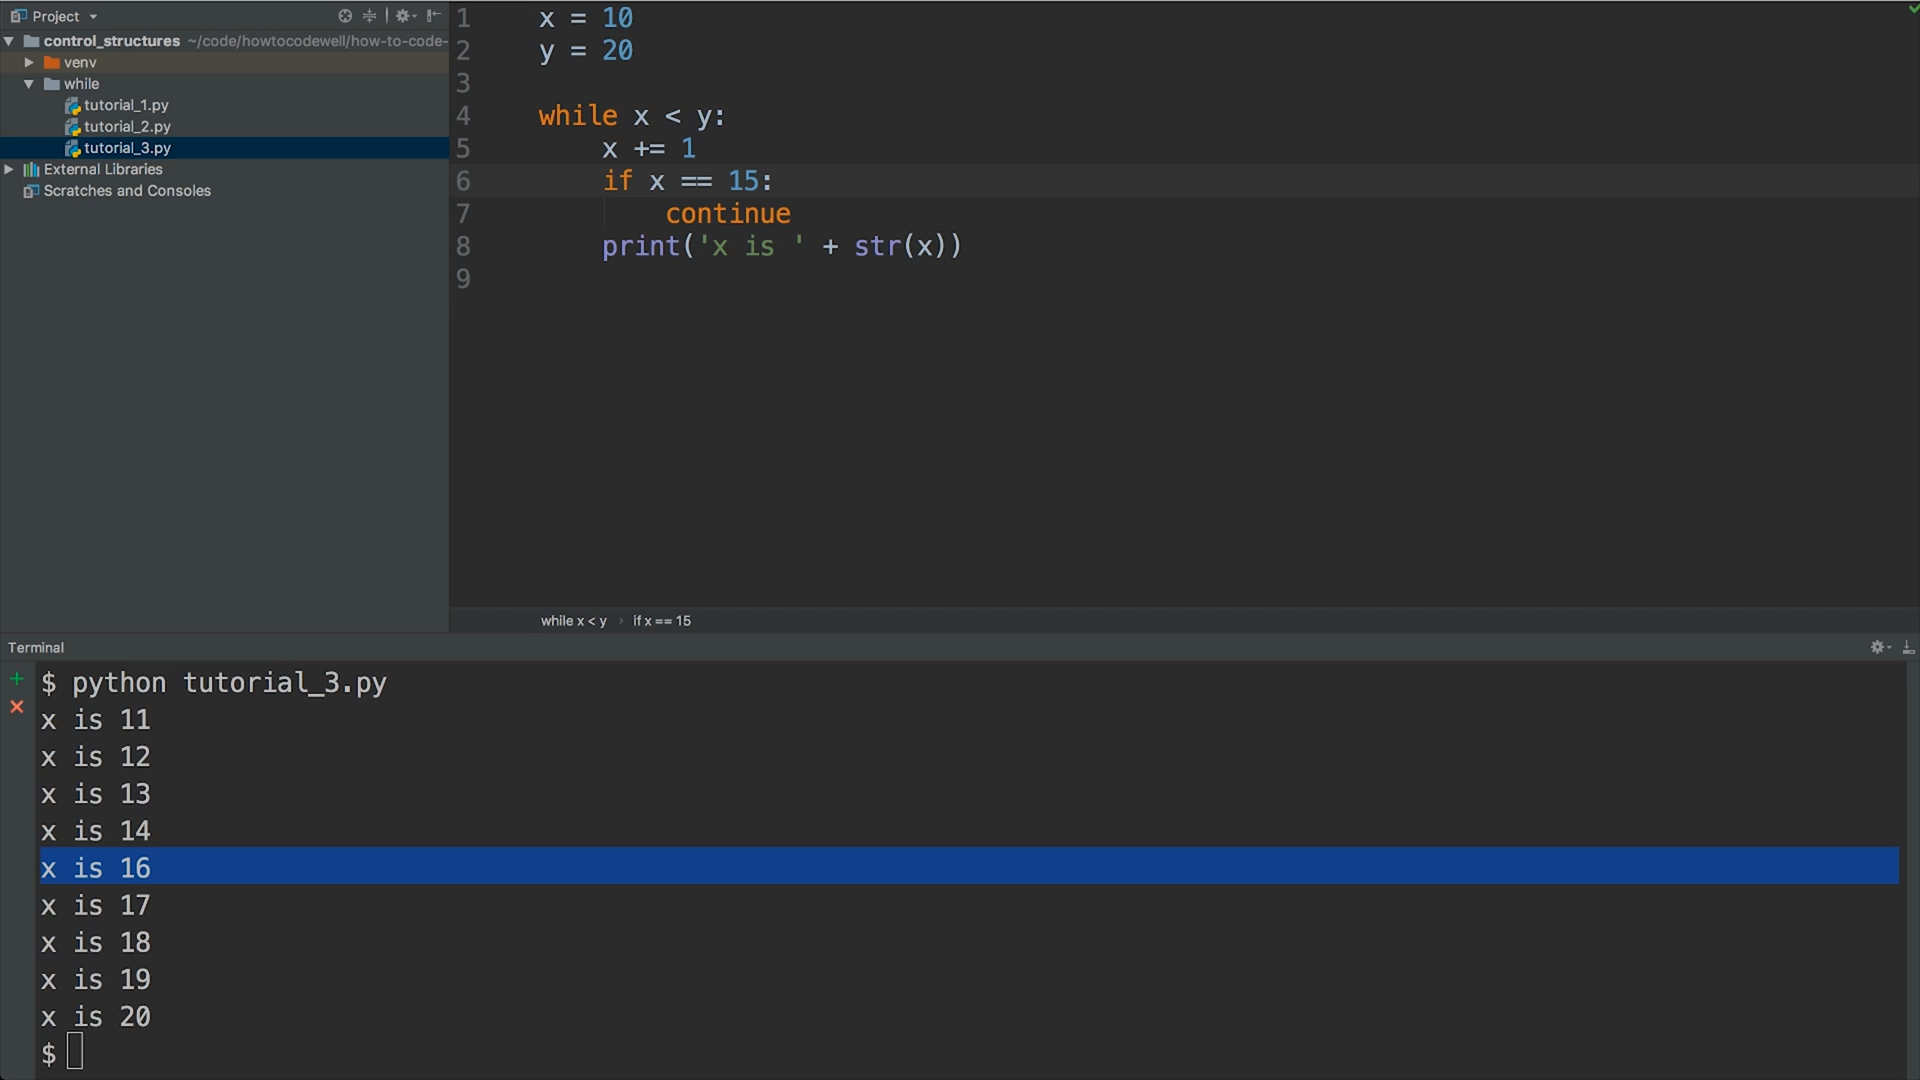 Project
control_structures ~/code/howtocodewell/how-to-code-
venv
while
tutorial_1.py
tutorial_2.py
tutorial_3.py
External Libraries
Scratches and Consoles
1 x = 10
2 y = 20
3
4 while x < y:
5     x += 1
6     if x == 15:
7         continue
8     print('x is ' + str(x))
9
while x < y › if x == 15
Terminal
$ python tutorial_3.py
x is 11
x is 12
x is 13
x is 14
x is 16
x is 17
x is 18
x is 19
x is 20
$